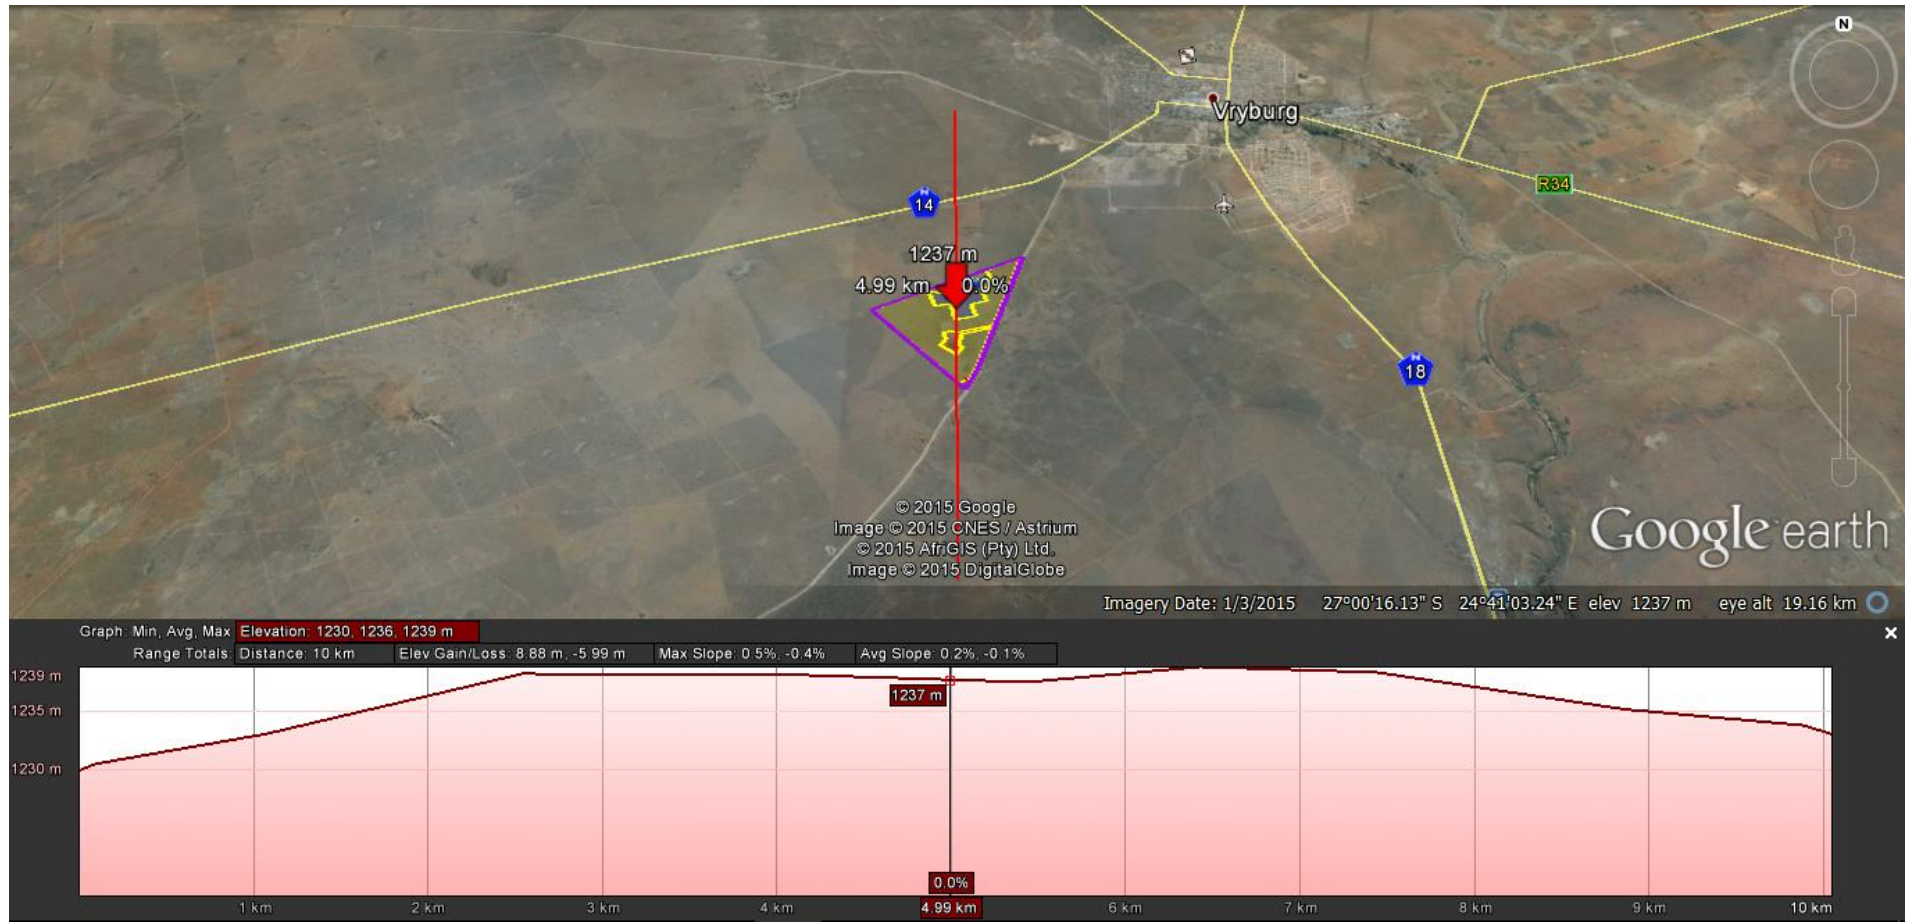 N
Vryburg
R34
N
14
1237 m
4.99 km 0.0%
N
18
© 2015 Google
Image © 2015 CNES / Astrium
© 2015 AfriGIS (Pty) Ltd.
Image © 2015 DigitalGlobe
Google earth
Imagery Date: 1/3/2015 27°00'16.13" S 24°41'03.24" E elev 1237 m eye alt 19.16 km
Graph: Min, Avg, Max Elevation: 1230, 1236, 1239 m
Range Totals: Distance: 10 km Elev Gain/Loss: 8.88 m, -5.99 m Max Slope: 0.5%, -0.4% Avg Slope: 0.2%, -0.1%
1239 m
1237 m
1235 m
1230 m
0.0%
1 km 2 km 3 km 4 km 4.99 km 6 km 7 km 8 km 9 km 10 km